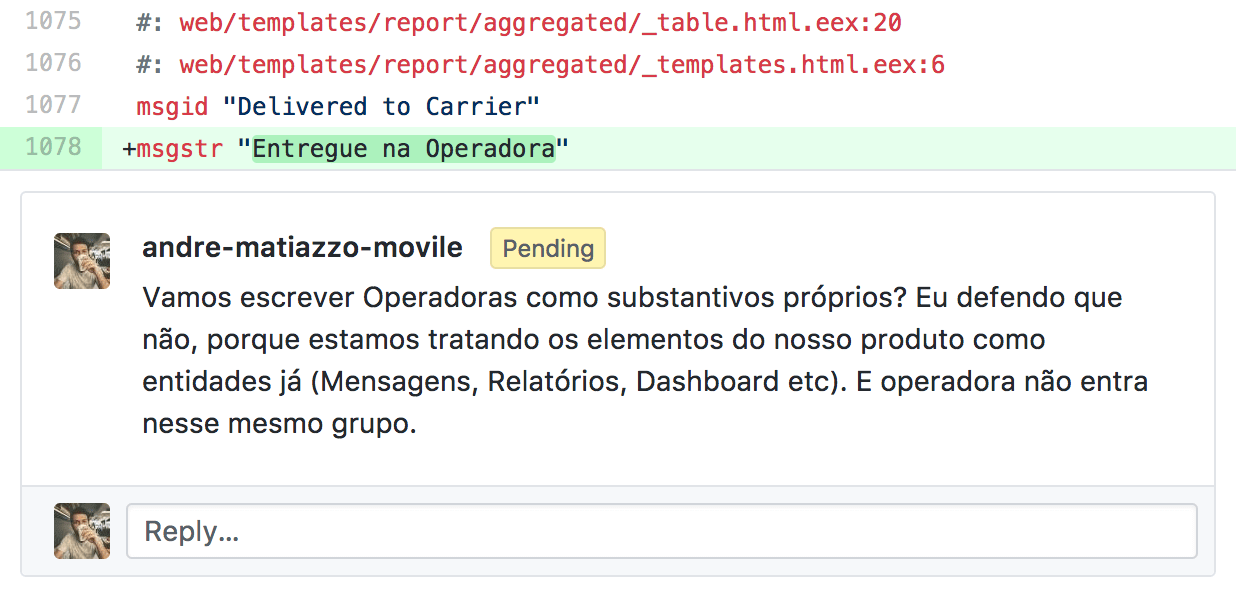 1075 #: web/templates/report/aggregated/_table.html.eex:20
1076 #: web/templates/report/aggregated/_templates.html.eex:6
1077 msgid "Delivered to Carrier"
1078 +msgstr "Entregue na Operadora"
andre-matiazzo-movile Pending
Vamos escrever Operadoras como substantivos próprios? Eu defendo que
não, porque estamos tratando os elementos do nosso produto como
entidades já (Mensagens, Relatórios, Dashboard etc). E operadora não entra
nesse mesmo grupo.
Reply...